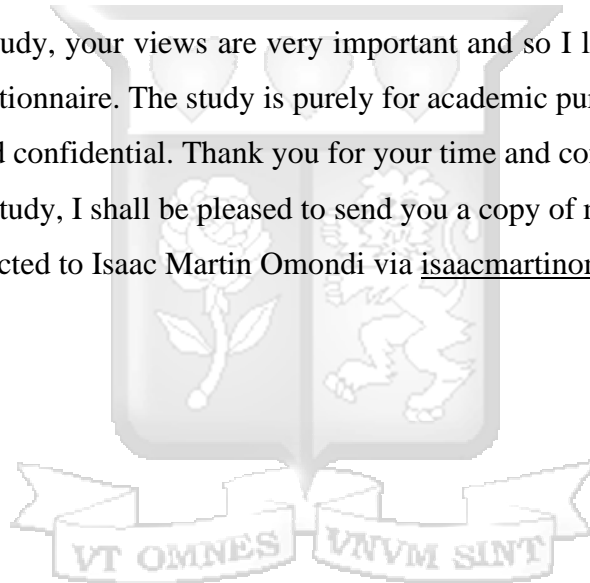 udy, your views are very important and so I l
tionnaire. The study is purely for academic pu
d confidential. Thank you for your time and co
tudy, I shall be pleased to send you a copy of
cted to Isaac Martin Omondi via isaacmartino
VT OMNES VNVM SINT